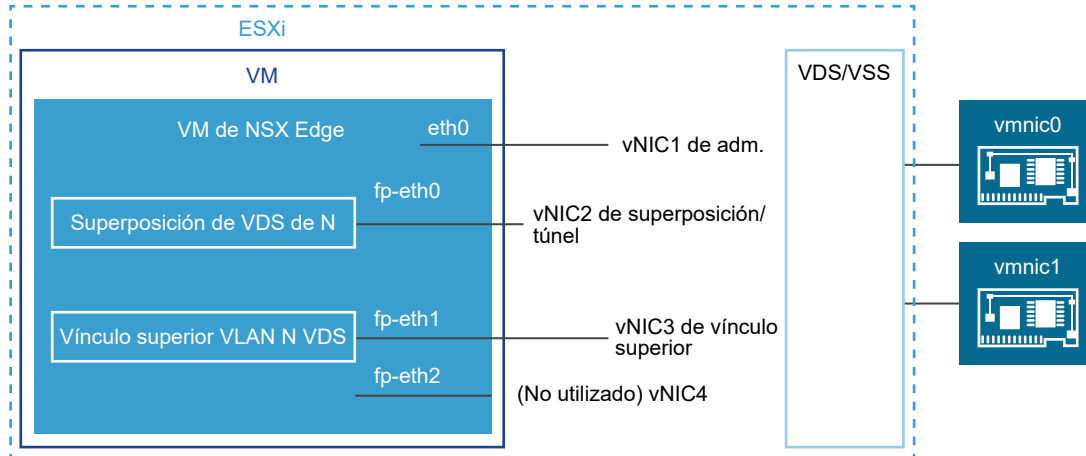 ESXi
VM
VDS/VSS
VM de NSX Edge
eth0
vNIC1 de adm.
vmnic0
fp-eth0
Superposición de VDS de N
vNIC2 de superposición/
túnel
vmnic1
fp-eth1
Vínculo superior VLAN N VDS
vNIC3 de vínculo
superior
fp-eth2
(No utilizado) vNIC4